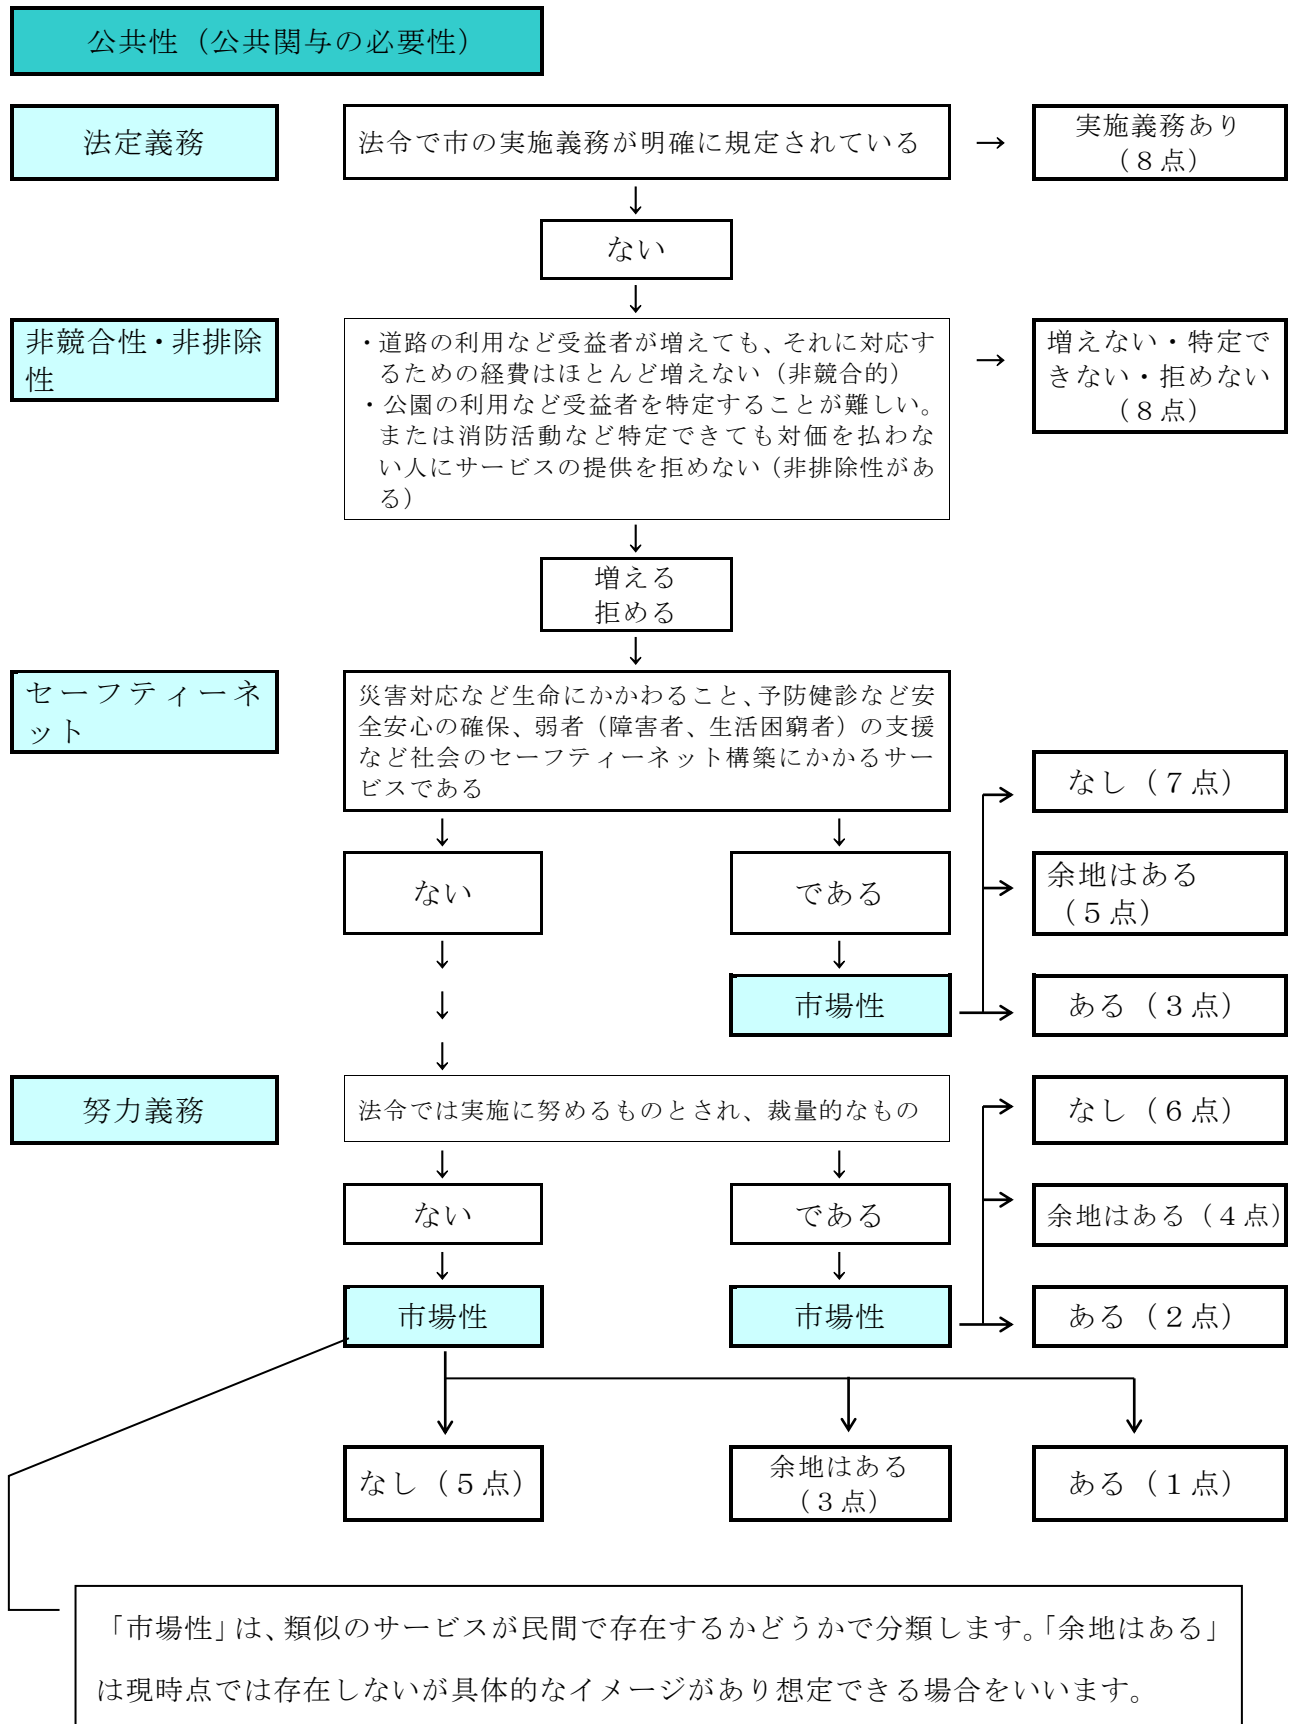 公共性（公共関与の必要性）
法定義務
法令で市の実施義務が明確に規定されている
→
実施義務あり
（８点）
↓
ない
↓
非競合性・非排除
性
・道路の利用など受益者が増えても、それに対応す
るための経費はほとんど増えない（非競合的）
・公園の利用など受益者を特定することが難しい。
または消防活動など特定できても対価を払わな
い人にサービスの提供を拒めない（非排除性があ
る）
→
増えない・特定で
きない・拒めない
（８点）
↓
増える
拒める
↓
セーフティーネ
ット
災害対応など生命にかかわること、予防健診など安
全安心の確保、弱者（障害者、生活困窮者）の支援
など社会のセーフティーネット構築にかかるサー
ビスである
なし（７点）
↓
↓
ない
である
余地はある
（５点）
↓
↓
↓
市場性
ある（３点）
↓
努力義務
法令では実施に努めるものとされ、裁量的なもの
なし（６点）
↓
↓
ない
である
余地はある（４点）
↓
↓
市場性
市場性
ある（２点）
なし（５点）
余地はある
（３点）
ある（１点）
「市場性」は、類似のサービスが民間で存在するかどうかで分類します。「余地はある」
は現時点では存在しないが具体的なイメージがあり想定できる場合をいいます。